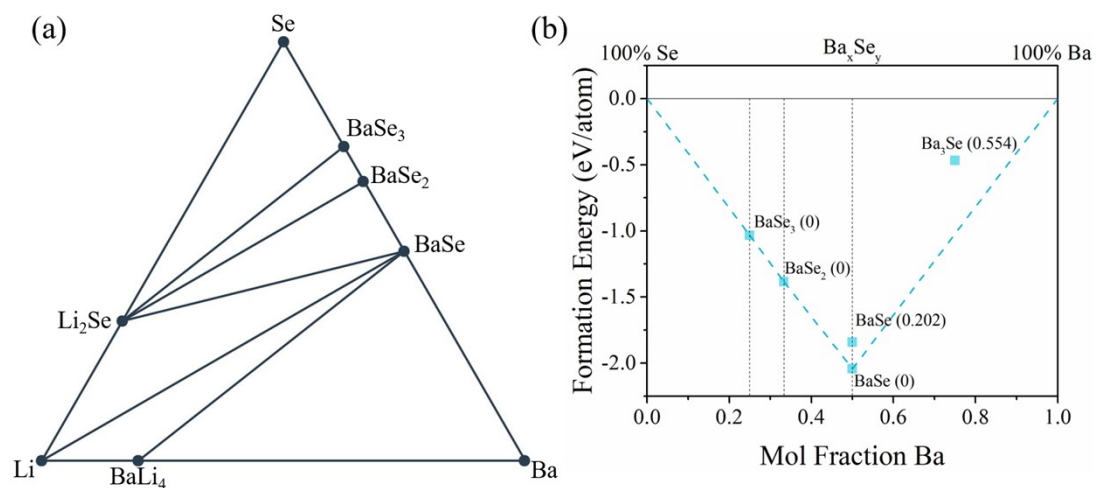 (a)
Se
BaSe₃
BaSe₂
BaSe
Li₂Se
Li
BaLi₄
Ba
(b)
100% Se
BaₓSeᵧ
100% Ba
Formation Energy (eV/atom)
0.0
-0.5
-1.0
-1.5
-2.0
Ba₃Se (0.554)
BaSe₃ (0)
BaSe₂ (0)
BaSe (0.202)
BaSe (0)
0.0
0.2
0.4
0.6
0.8
1.0
Mol Fraction Ba